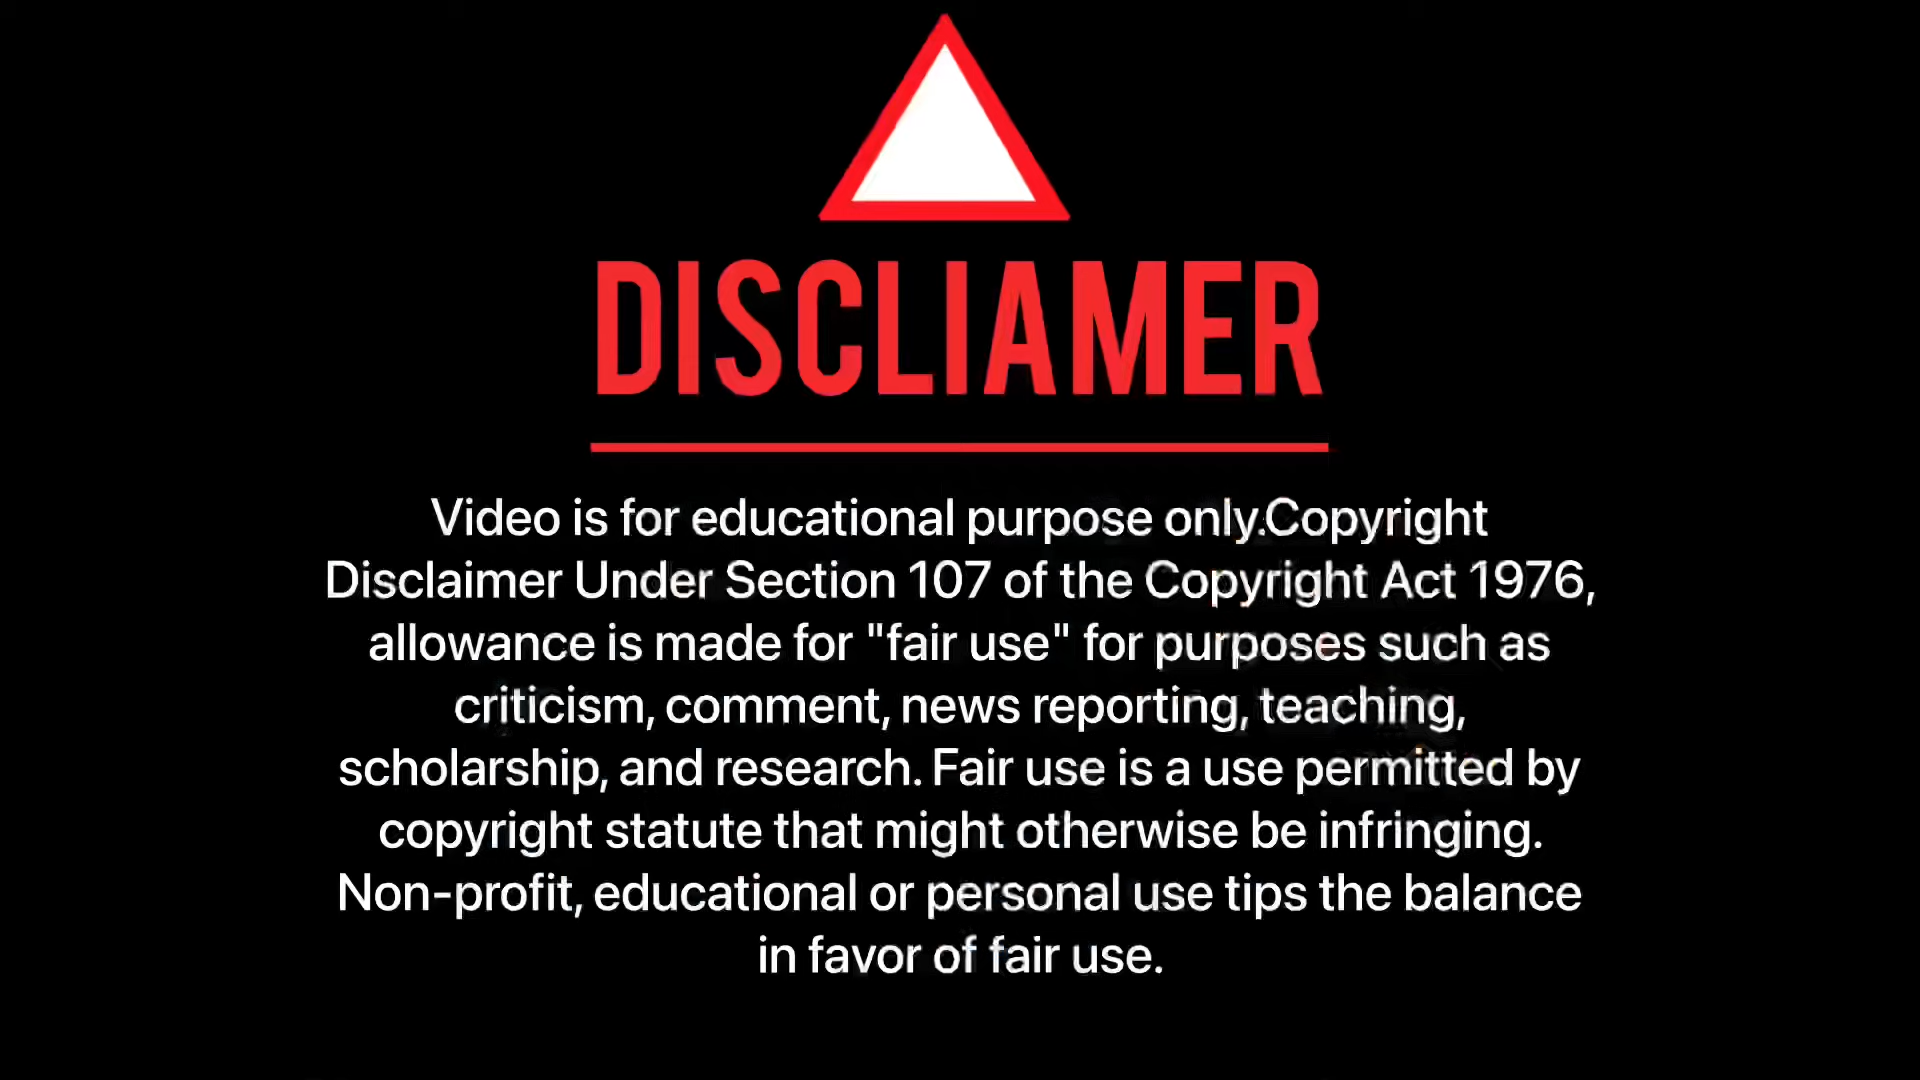 DISCLIAMER
Video is for educational purpose only.Copyright
Disclaimer Under Section 107 of the Copyright Act 1976,
allowance is made for "fair use" for purposes such as
criticism, comment, news reporting, teaching,
scholarship, and research. Fair use is a use permitted by
copyright statute that might otherwise be infringing.
Non-profit, educational or personal use tips the balance
in favor of fair use.